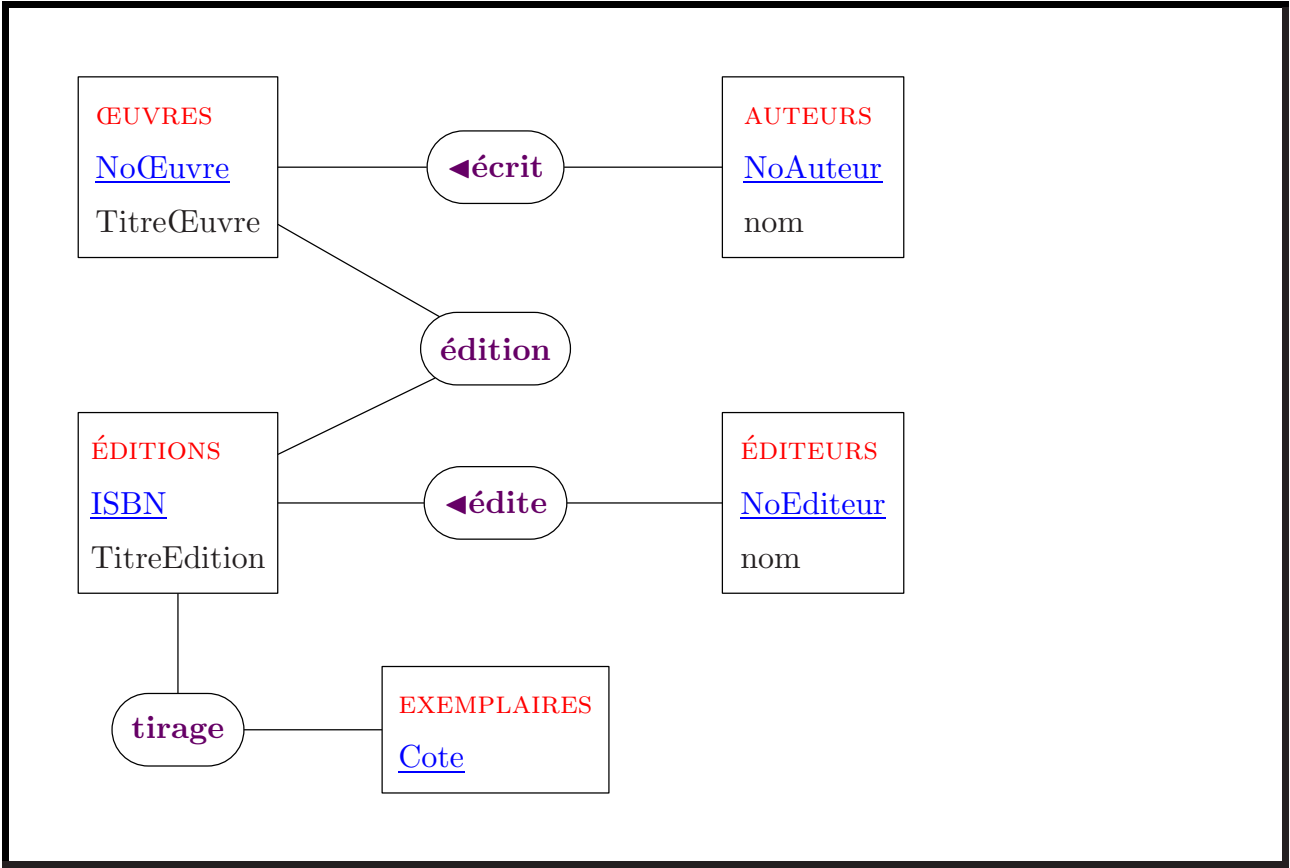 ŒUVRES
NoŒuvre
TitreŒuvre
◀écrit
AUTEURS
NoAuteur
nom
édition
ÉDITIONS
ISBN
TitreEdition
◀édite
ÉDITEURS
NoEditeur
nom
tirage
EXEMPLAIRES
Cote